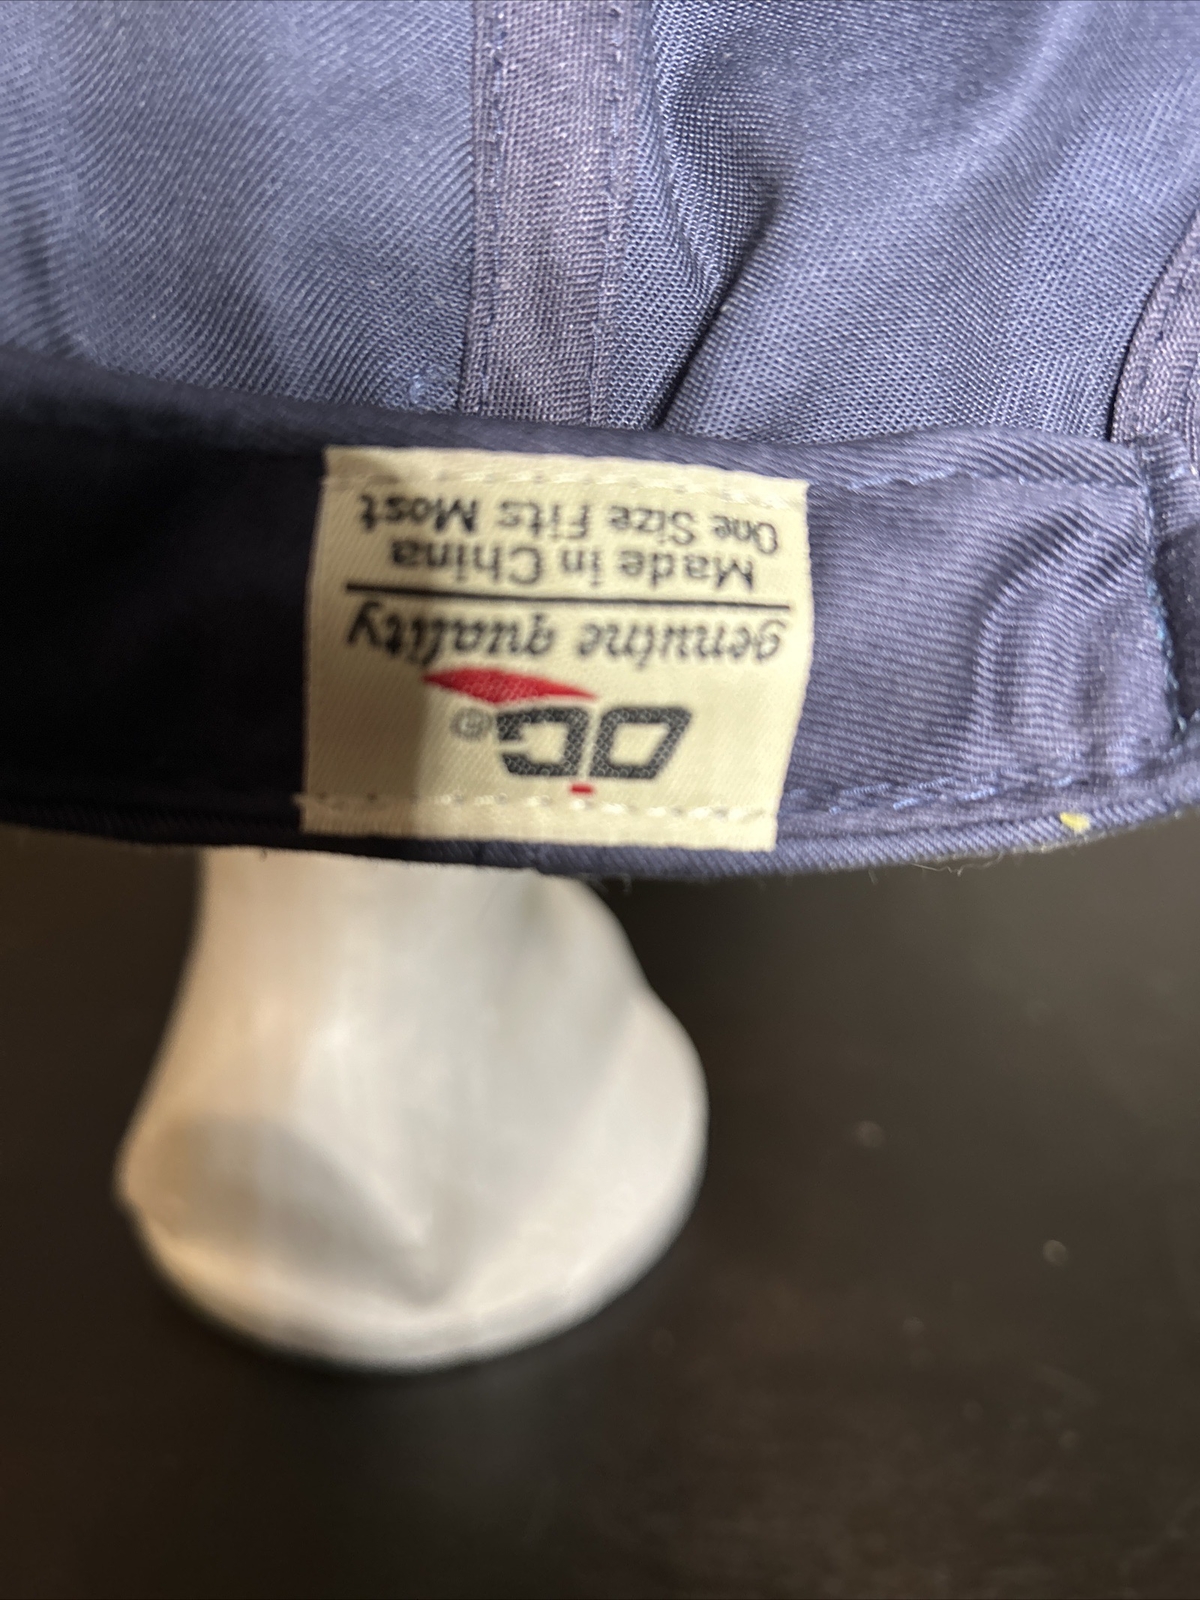 OC®
genuine quality
Made in China
One Size Fits Most